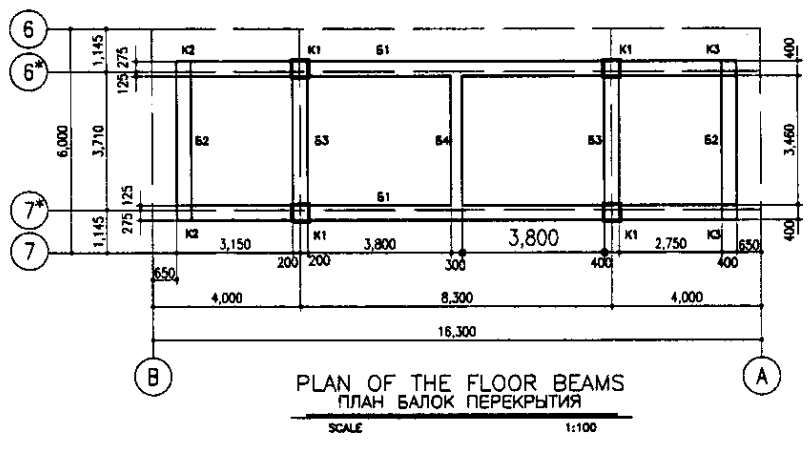 6
1,145
275
К2
К1
Б1
К1
К3
400
6*
125
6,000
3,710
Б2
Б3
Б4
Б3
Б2
3,460
125
Б1
7*
275
1,145
К2
К1
К1
К3
400
7
3,150
3,800
3,800
2,750
650
200
200
300
400
400
650
4,000
8,300
4,000
16,300
В
А
PLAN OF THE FLOOR BEAMS
ПЛАН БАЛОК ПЕРЕКРЫТИЯ
SCALE 1:100